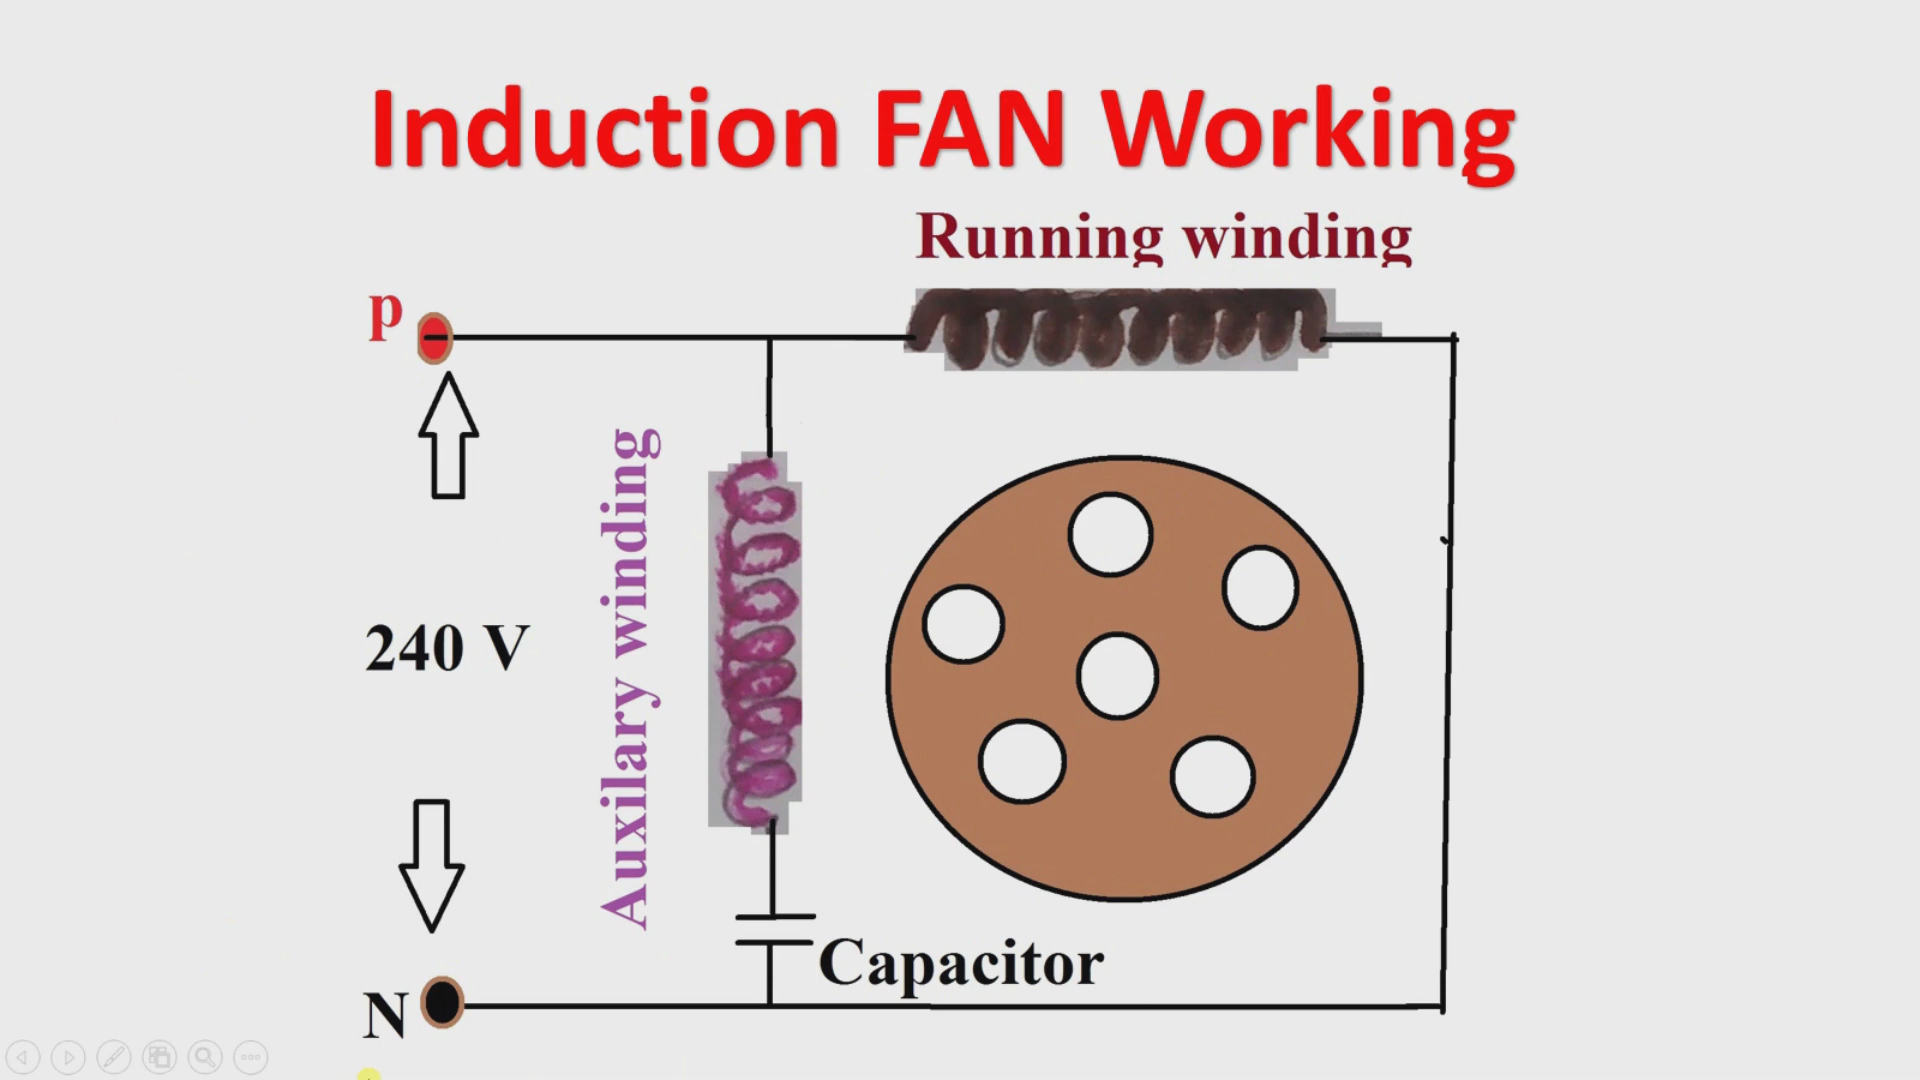 Induction FAN Working
Running winding
p
Auxilary winding
240 V
Capacitor
N